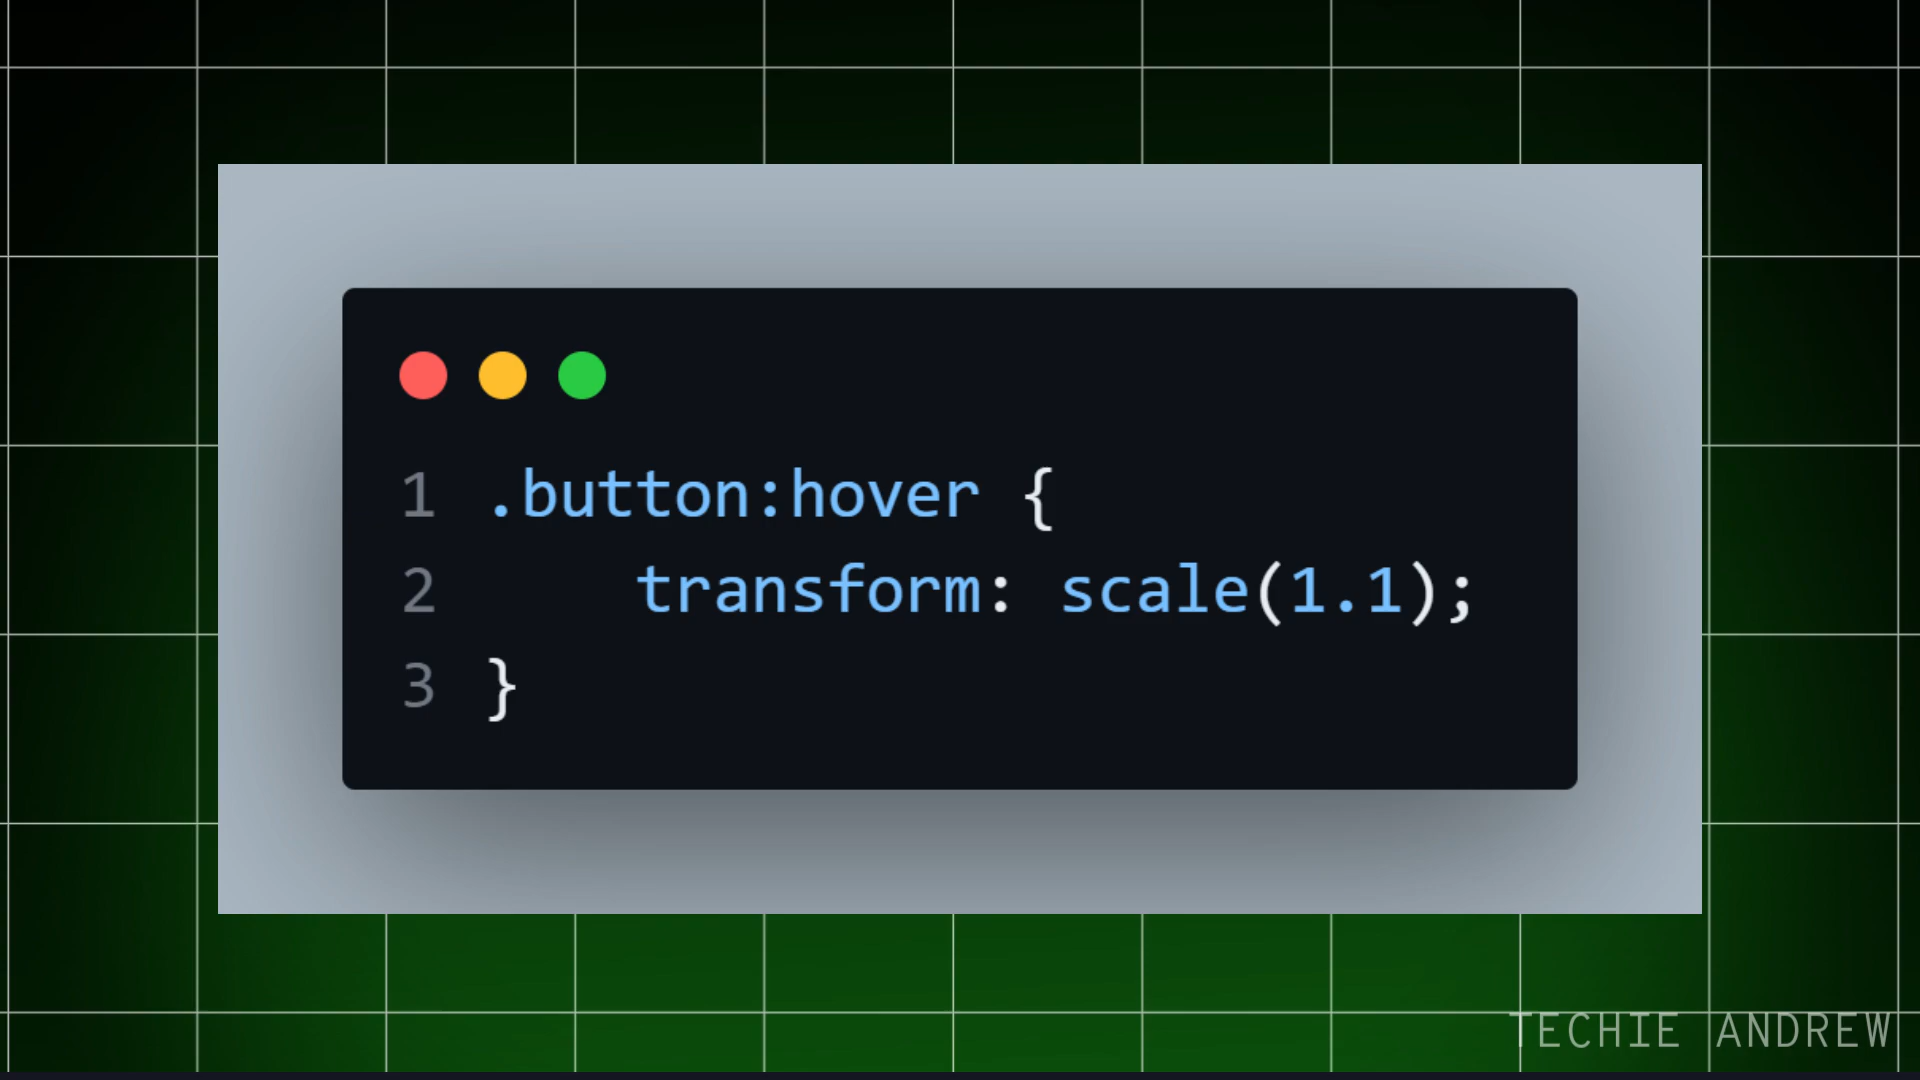 1 .button:hover {
2     transform: scale(1.1);
3 }
TECHIE ANDREW